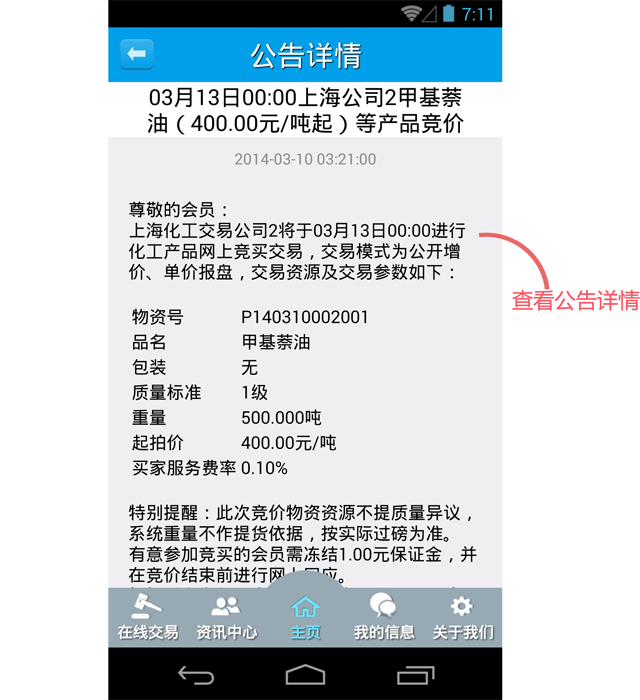 7:11
公告详情
03月13日00:00上海公司2甲基萘
油（400.00元/吨起）等产品竞价
2014-03-10 03:21:00
尊敬的会员：
上海化工交易公司2将于03月13日00:00进行
化工产品网上竞买交易，交易模式为公开增
价、单价报盘，交易资源及交易参数如下：
查看公告详情
物资号 P140310002001
品名 甲基萘油
包装 无
质量标准 1级
重量 500.000吨
起拍价 400.00元/吨
买家服务费率 0.10%
特别提醒：此次竞价物资资源不提质量异议，
系统重量不作提货依据，按实际过磅为准。
有意参加竞买的会员需冻结1.00元保证金，并
在竞价结束前进行网上回应。
在线交易 资讯中心 主页 我的信息 关于我们